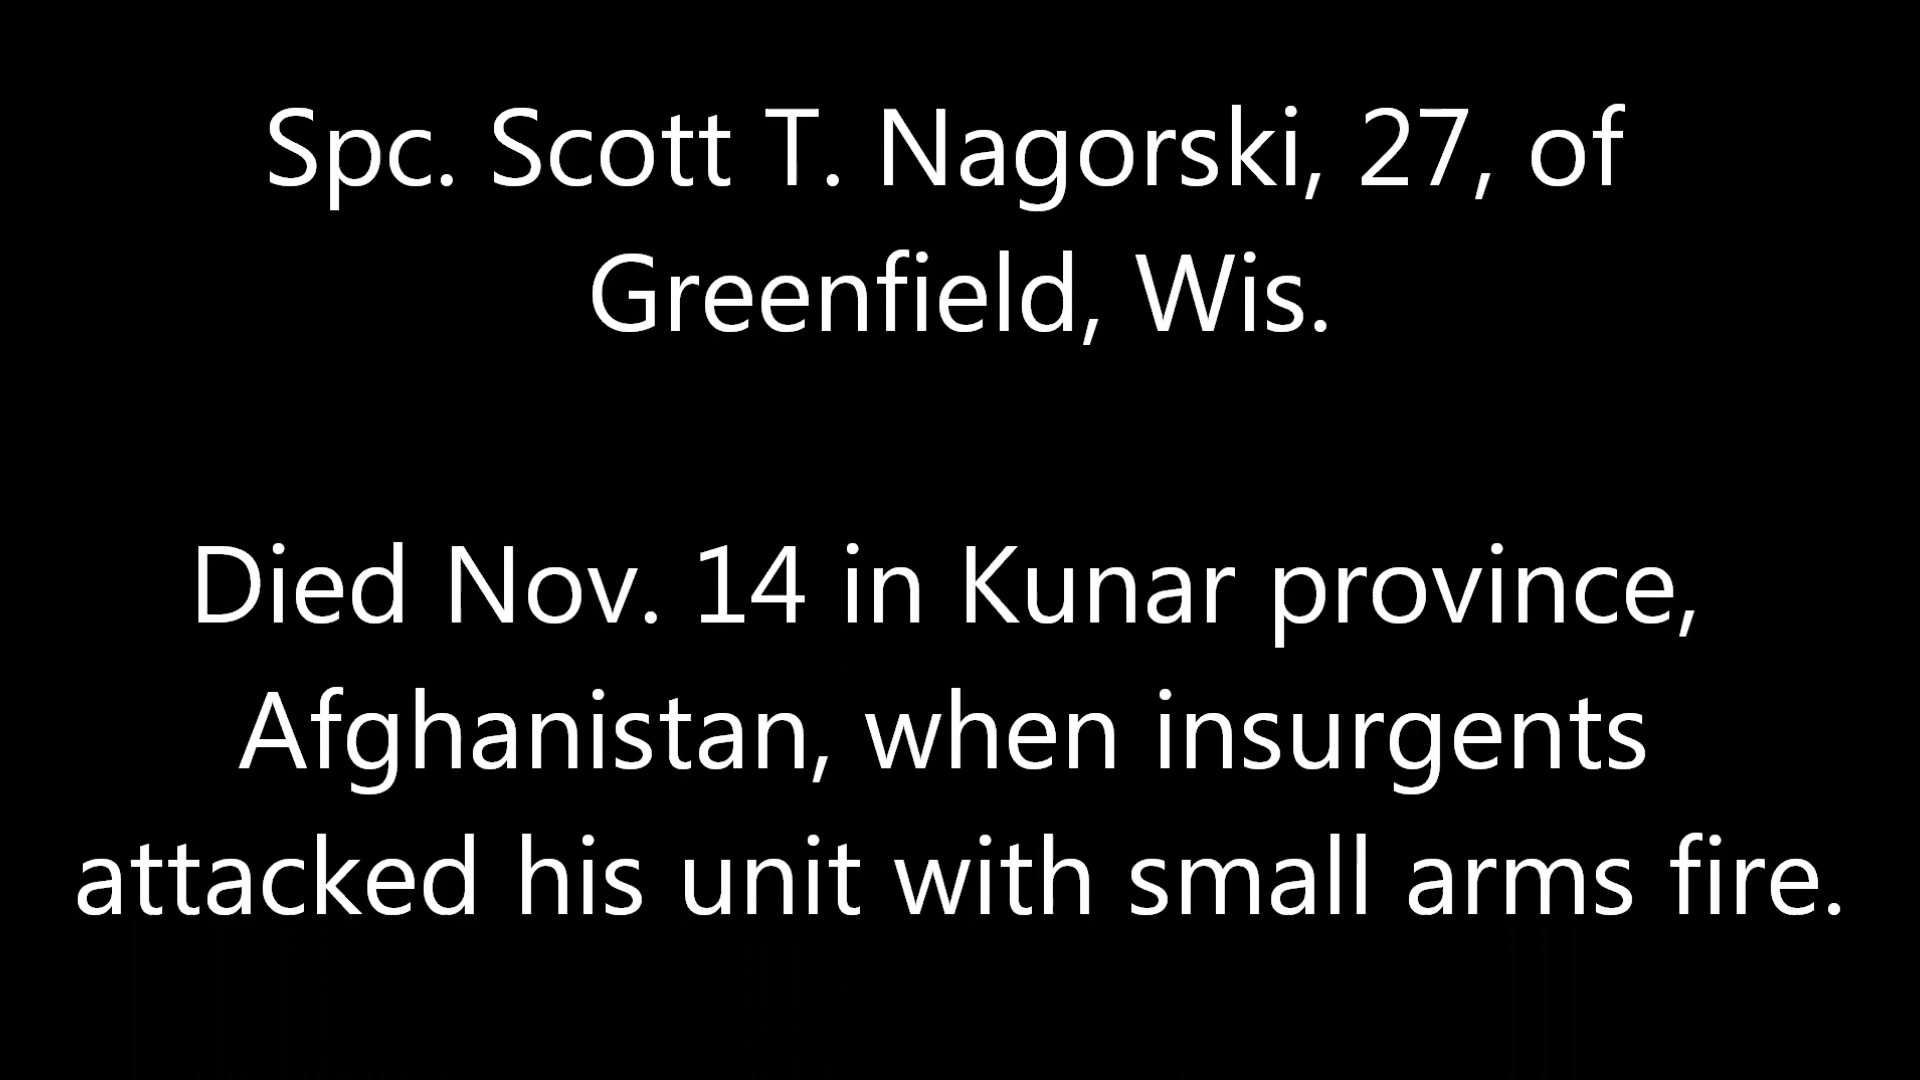 Spc. Scott T. Nagorski, 27, of
Greenfield, Wis.
Died Nov. 14 in Kunar province,
Afghanistan, when insurgents
attacked his unit with small arms fire.